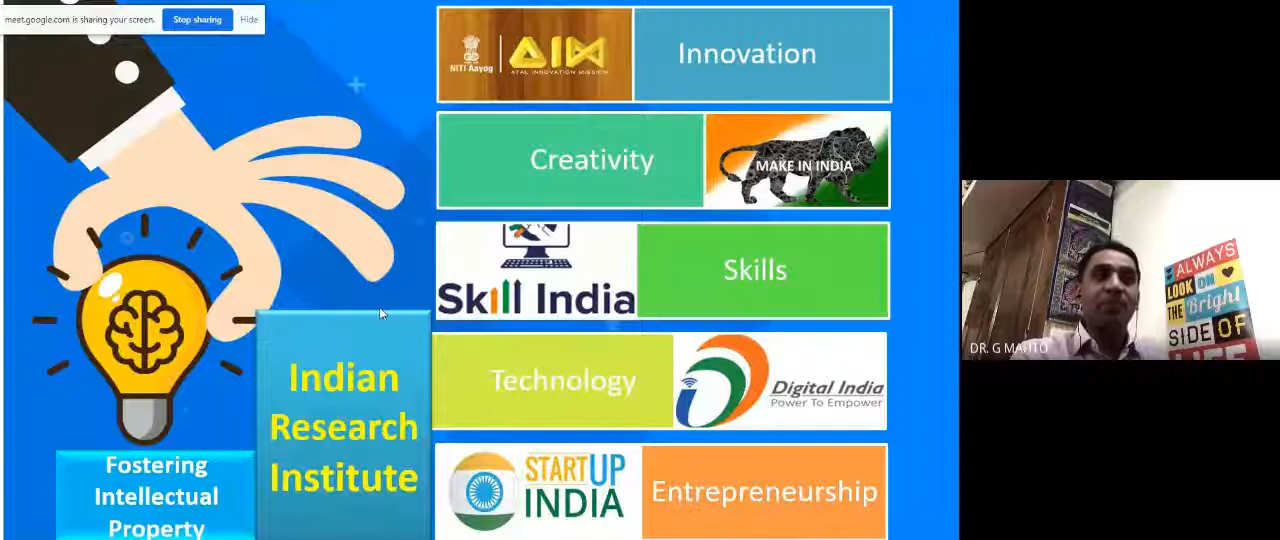 meet.google.com is sharing your screen.
Stop sharing
Hide
NITI Aayog
AIM
ATAL INNOVATION MISSION
Innovation
Creativity
MAKE IN INDIA
Skill India
Skills
Technology
Digital India
Power To Empower
STARTUP
INDIA
Entrepreneurship
Indian
Research
Institute
Fostering
Intellectual
Property
ALWAYS
LOOK ON
THE Bright
SIDE OF
LIFE
DR. G MAHTO